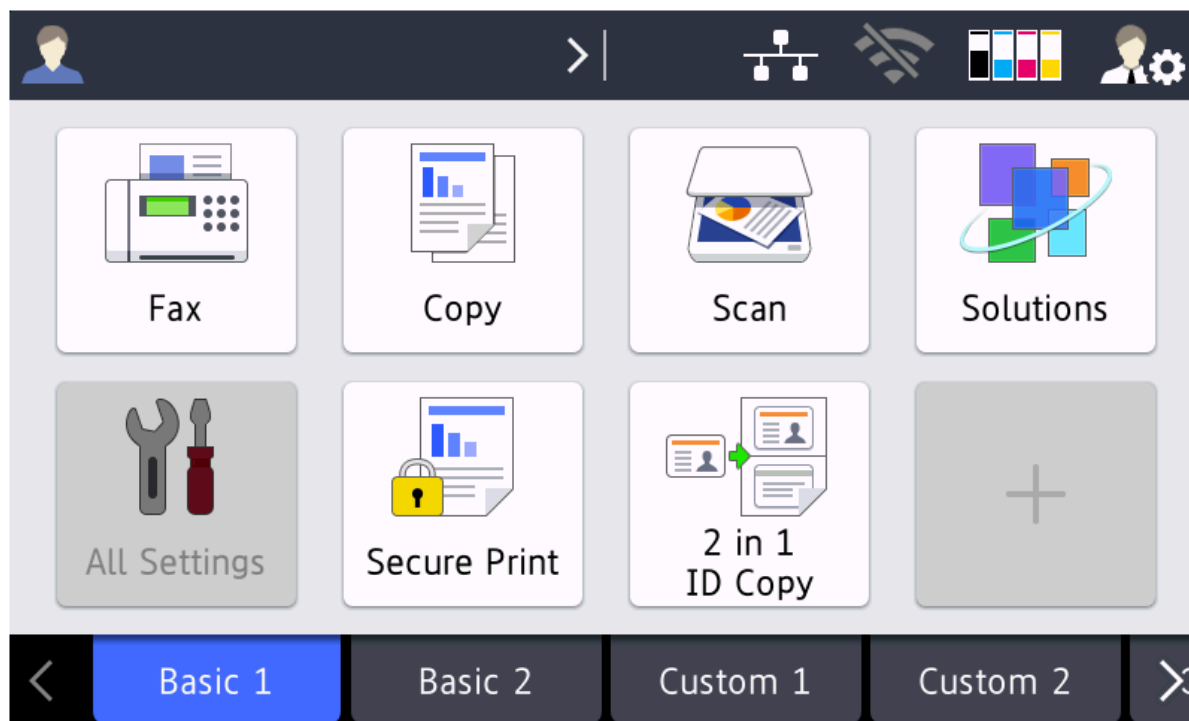 Fax
Copy
Scan
Solutions
All Settings
Secure Print
2 in 1
ID Copy
Basic 1
Basic 2
Custom 1
Custom 2